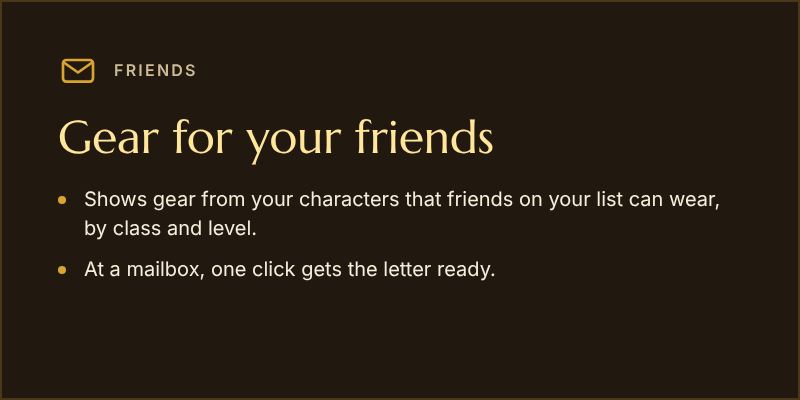 FRIENDS
Gear for your friends
Shows gear from your characters that friends on your list can wear,
by class and level.
At a mailbox, one click gets the letter ready.